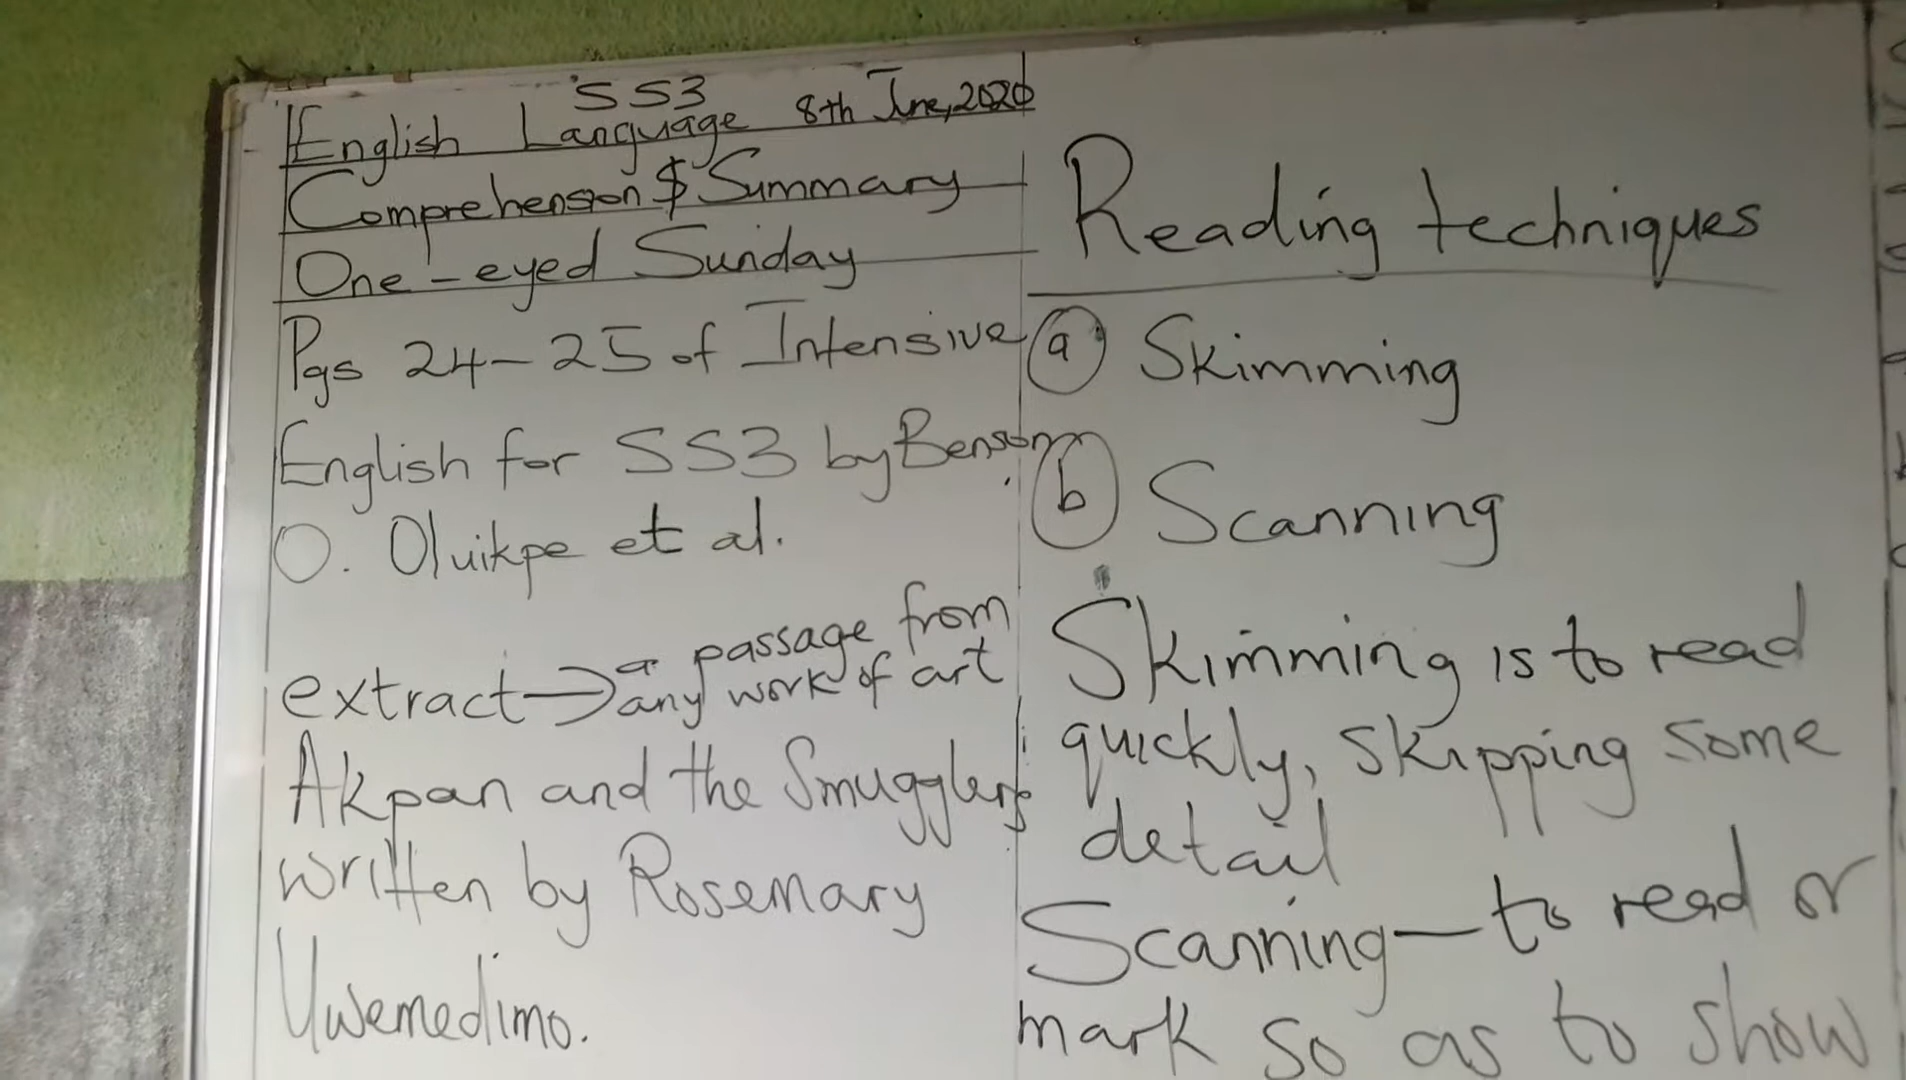 SS3
English Language 8th June, 2020
Comprehension & Summary
One-eyed Sunday
Pgs 24-25 of Intensive
English for SS3 by Benson
O. Oluikpe et al.
extract → a passage from
any work of art
Akpan and the Smugglers
written by Rosemary
Uwemedimo.
Reading techniques
(a) Skimming
(b) Scanning
Skimming is to read
quickly, skipping some
detail
Scanning — to read or
mark so as to show